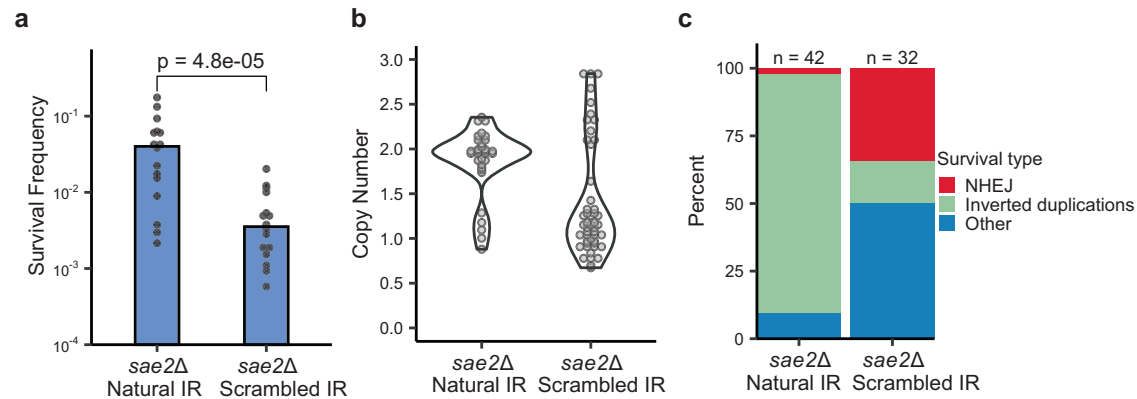 a
Survival Frequency
10⁻¹
10⁻²
10⁻³
10⁻⁴
p = 4.8e-05
sae2Δ
Natural IR
sae2Δ
Scrambled IR
b
Copy Number
3.0
2.5
2.0
1.5
1.0
0.5
0.0
sae2Δ
Natural IR
sae2Δ
Scrambled IR
c
Percent
100
75
50
25
0
n = 42
n = 32
sae2Δ
Natural IR
sae2Δ
Scrambled IR
Survival type
NHEJ
Inverted duplications
Other